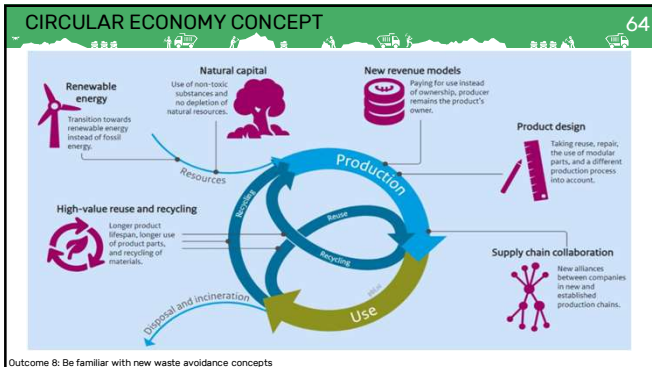 CIRCULAR ECONOMY CONCEPT
64
Renewable
energy
Transition towards
renewable energy
instead of fossil
energy.
Natural capital
Use of non-toxic
substances and
no depletion of
natural resources.
New revenue models
Paying for use instead
of ownership, producer
remains the product's
owner.
Product design
Taking reuse, repair,
the use of modular
parts, and a different
production process
into account.
Resources
Production
Recycling
Reuse
Recycling
High-value reuse and recycling
Longer product
lifespan, longer use
of product parts,
and recycling of
materials.
Supply chain collaboration
New alliances
between companies
in new and
established
production chains.
Use
Disposal and incineration
Outcome 8: Be familiar with new waste avoidance concepts